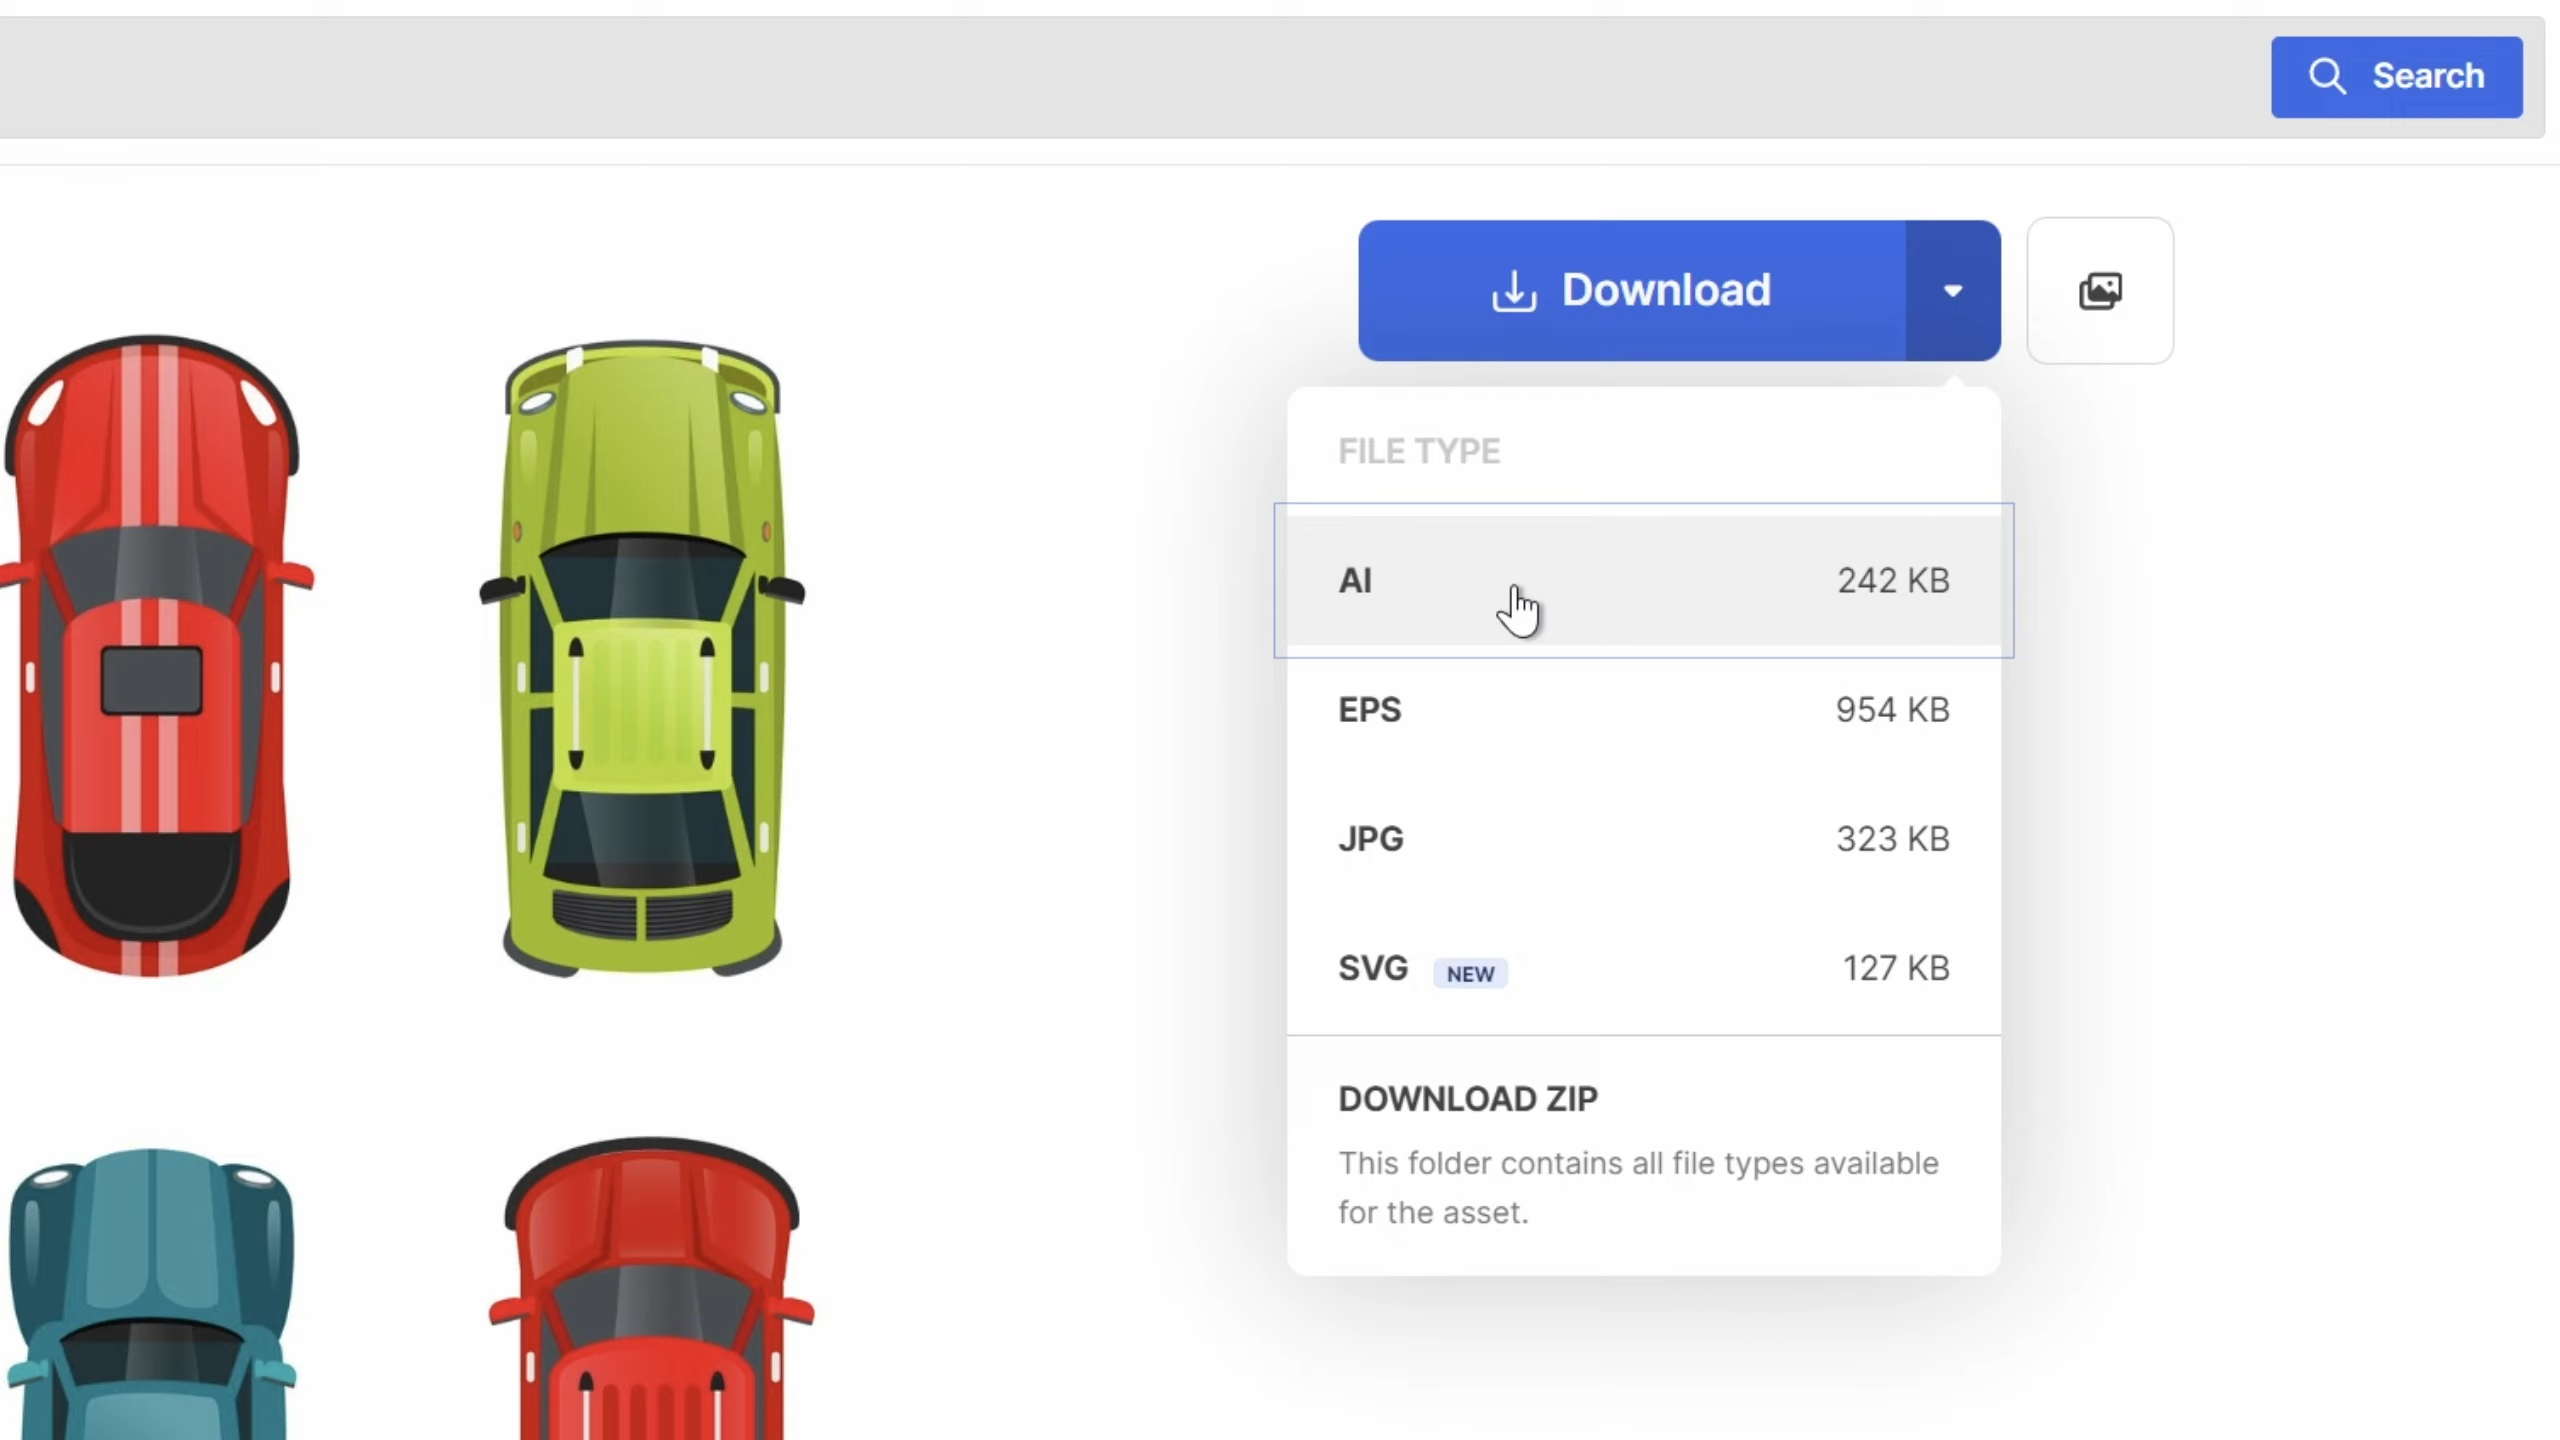 Search
Download
FILE TYPE
AI 242 KB
EPS 954 KB
JPG 323 KB
SVG NEW 127 KB
DOWNLOAD ZIP
This folder contains all file types available
for the asset.